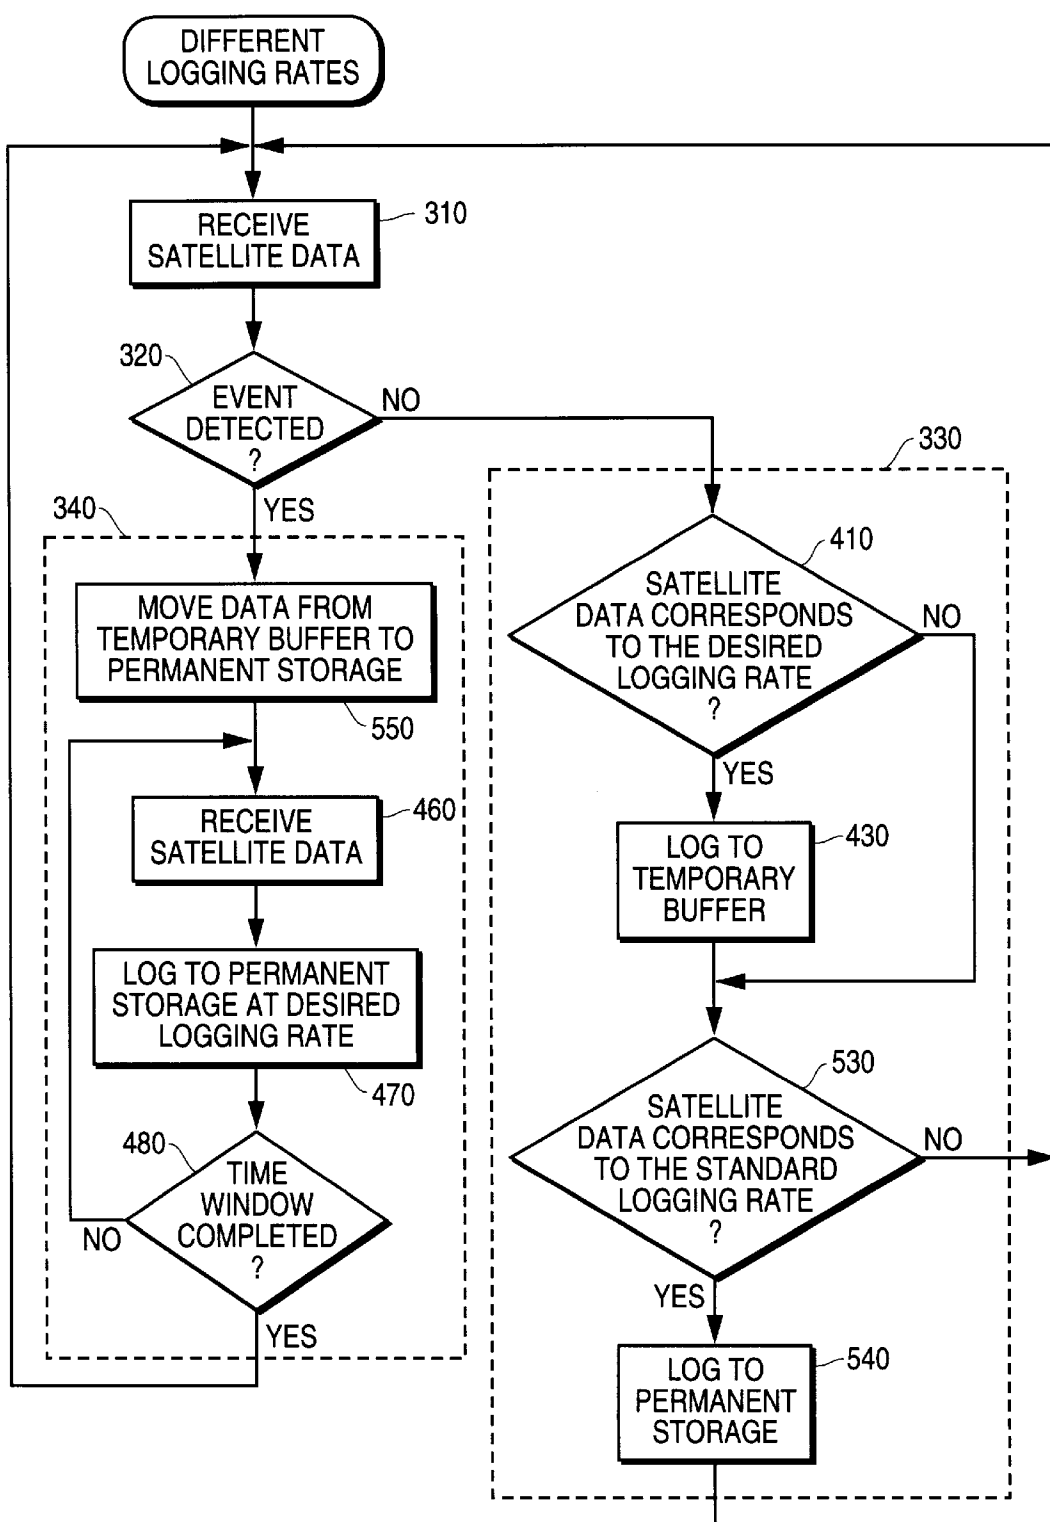 DIFFERENT
LOGGING RATES
310
RECEIVE
SATELLITE DATA
320
EVENT
DETECTED
?
NO
YES
330
340
MOVE DATA FROM
TEMPORARY BUFFER TO
PERMANENT STORAGE
550
RECEIVE
SATELLITE DATA
460
LOG TO PERMANENT
STORAGE AT DESIRED
LOGGING RATE
470
480
TIME
WINDOW
COMPLETED
?
NO
YES
410
SATELLITE
DATA CORRESPONDS
TO THE DESIRED
LOGGING RATE
?
NO
YES
LOG TO
TEMPORARY
BUFFER
430
530
SATELLITE
DATA CORRESPONDS
TO THE STANDARD
LOGGING RATE
?
NO
YES
LOG TO
PERMANENT
STORAGE
540